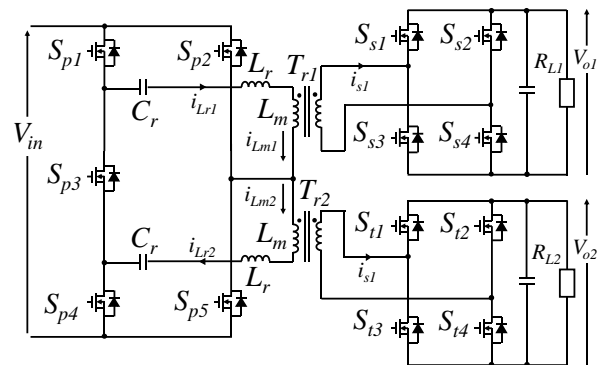 S_p1 S_p2 L_r T_r1 S_s1 S_s2
C_r i_Lr1 L_m i_s1 R_L1 V_o1
V_in i_Lm1 S_s3 S_s4
S_p3 i_Lm2 T_r2
C_r i_Lr2 L_m S_t1 S_t2 R_L2 V_o2
L_r i_s1
S_p4 S_p5 S_t3 S_t4